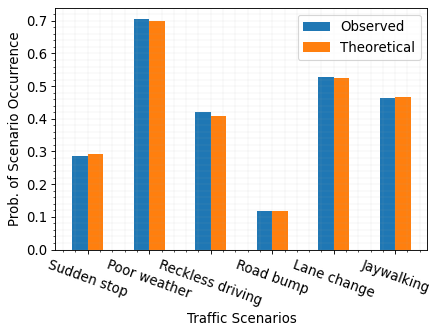 Observed
Theoretical
Prob. of Scenario Occurrence
0.7
0.6
0.5
0.4
0.3
0.2
0.1
0.0
Sudden stop
Poor weather
Reckless driving
Road bump
Lane change
Jaywalking
Traffic Scenarios